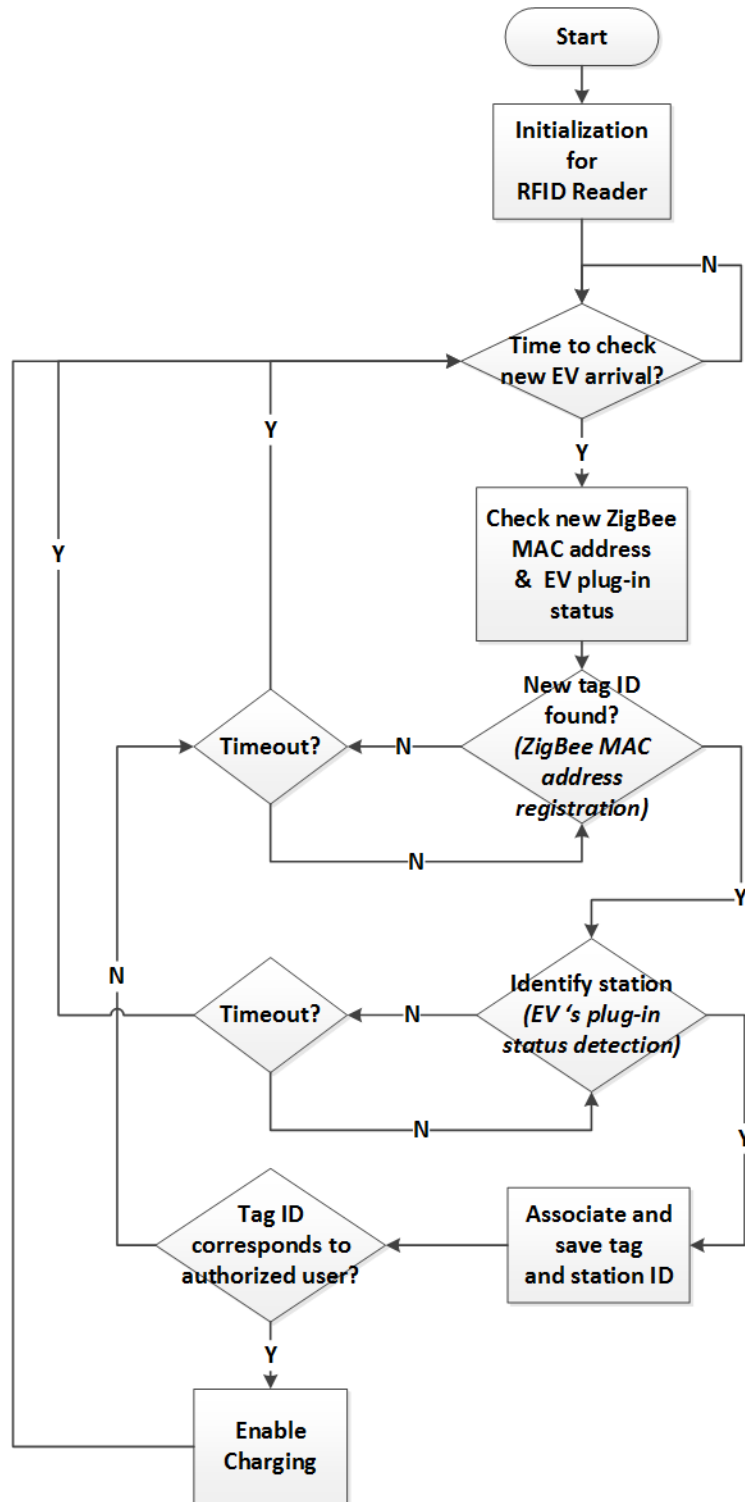 Start
Initialization
for
RFID Reader
N
Time to check
new EV arrival?
Y
Y
Check new ZigBee
MAC address
& EV plug-in
status
Y
New tag ID
found?
(ZigBee MAC
address
registration)
N
Timeout?
N
Y
Identify station
(EV ‘s plug-in
status detection)
N
Timeout?
N
N
Y
Associate and
save tag
and station ID
Tag ID
corresponds to
authorized user?
Y
Enable
Charging